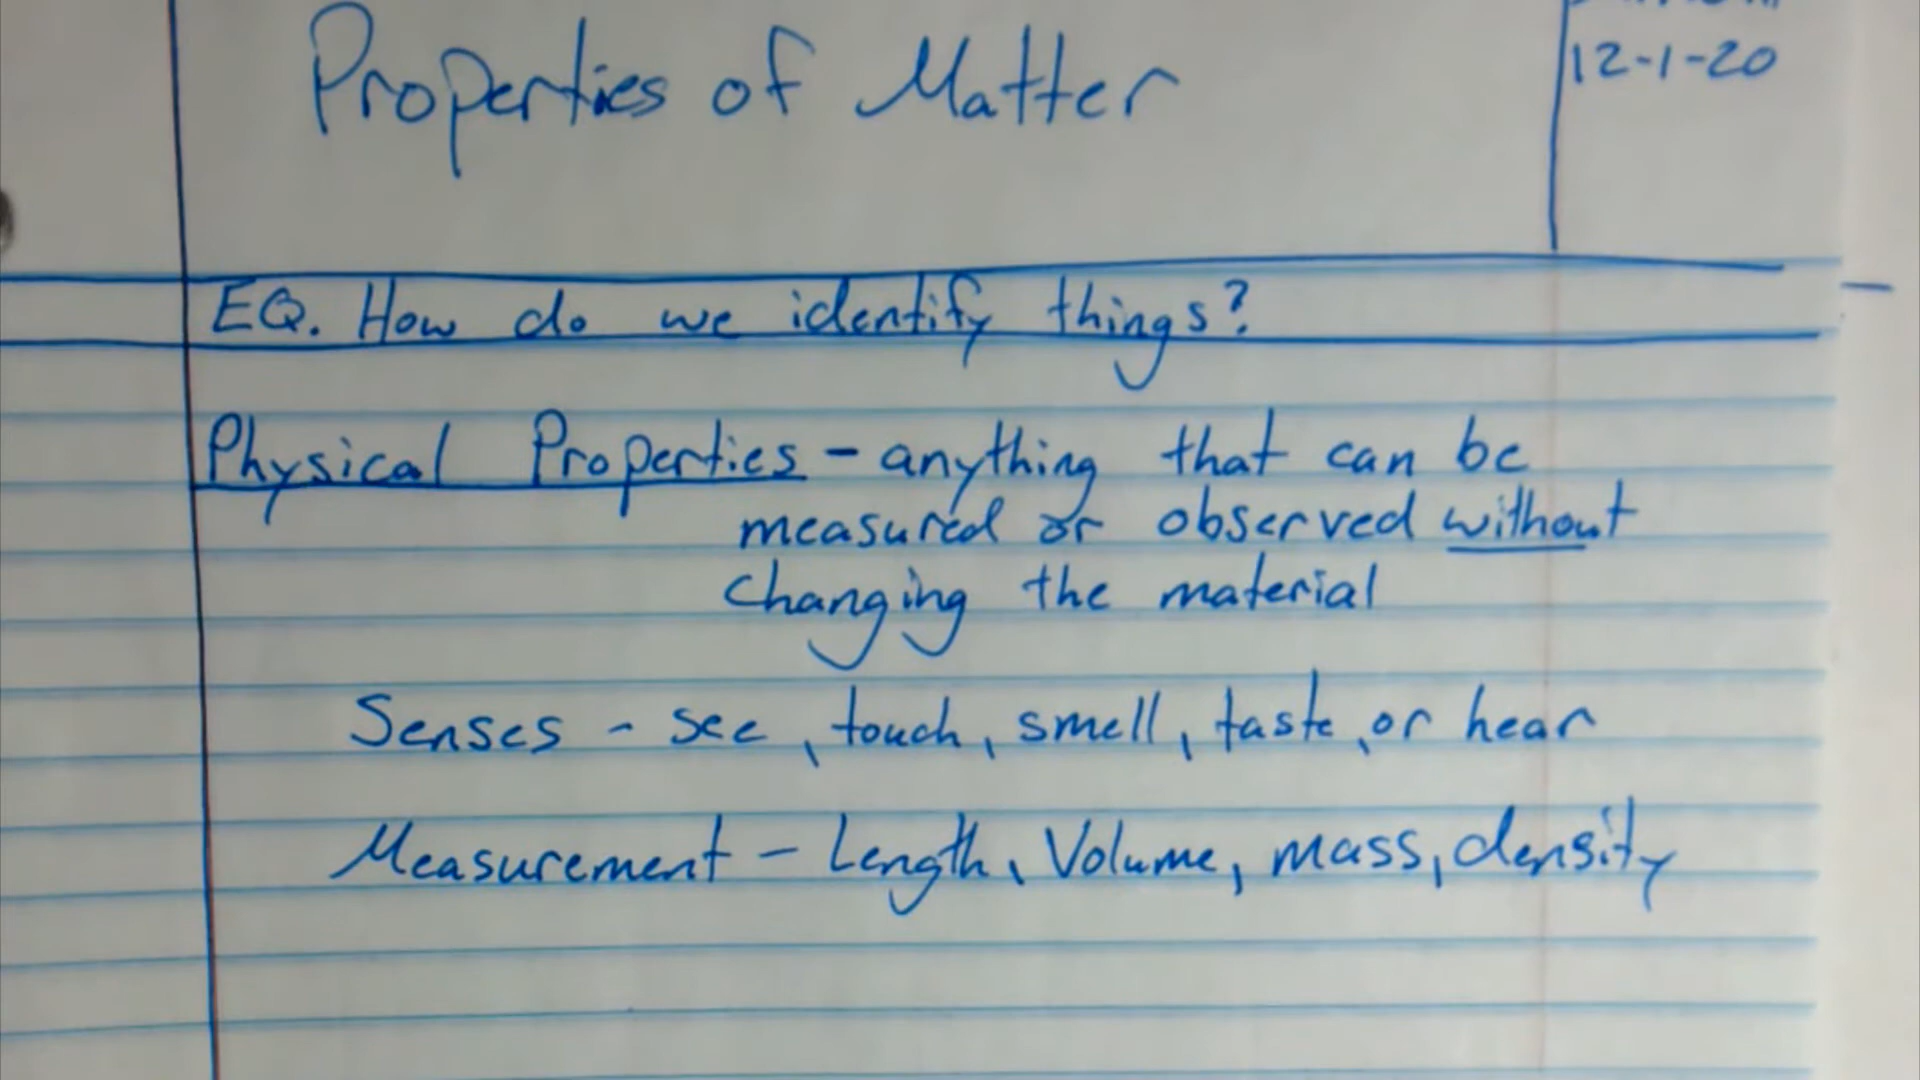 Properties of Matter
12-1-20
EQ. How do we identify things?
Physical Properties - anything that can be
measured or observed without
changing the material
Senses - see, touch, smell, taste, or hear
Measurement - Length, Volume, mass, density